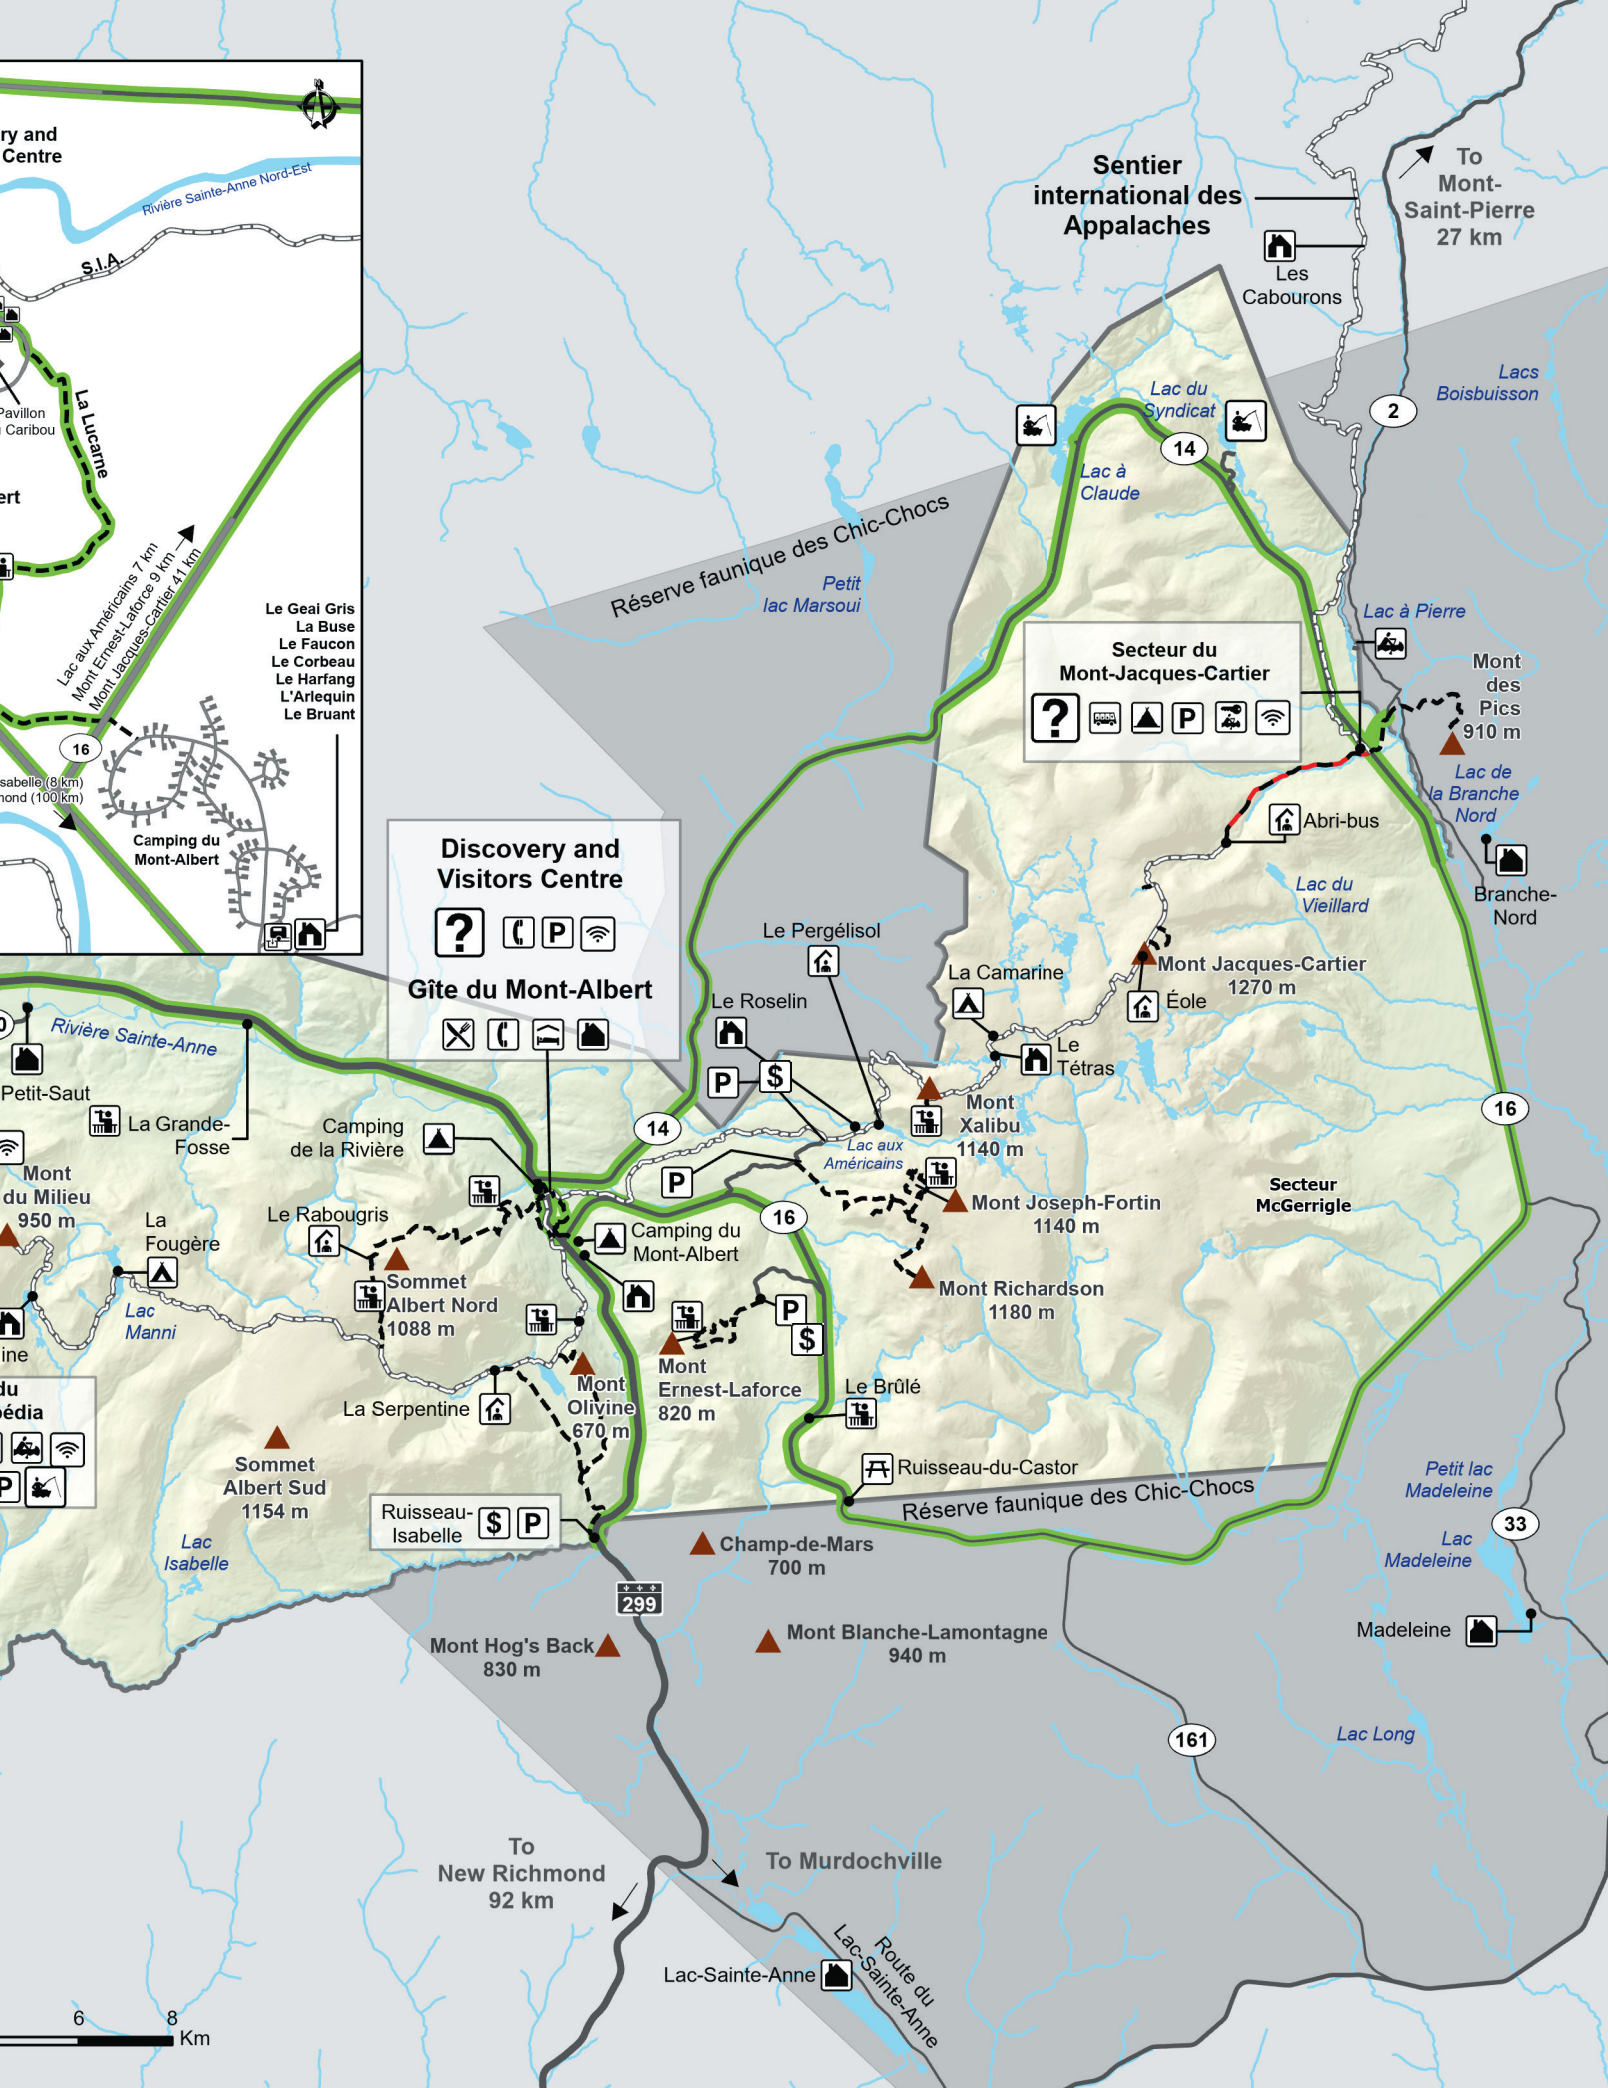 ry and
Centre
Rivière Sainte-Anne Nord-Est
S.I.A.
La Lucarne
Pavillon
Caribou
ert
Lac aux Américains 7 km
Mont Ernest-Laforce 9 km
Mont Jacques-Cartier 41 km
16
sabelle (8 km)
mond (100 km)
Le Geai Gris
La Buse
Le Faucon
Le Corbeau
Le Harfang
L'Arlequin
Le Bruant
Camping du
Mont-Albert
Sentier
international des
Appalaches
Les
Cabourons
To
Mont-
Saint-Pierre
27 km
2
Lacs
Boisbuisson
Lac du
Syndicat
14
Lac à
Claude
Réserve faunique des Chic-Chocs
Petit
lac Marsoui
Lac à Pierre
Secteur du
Mont-Jacques-Cartier
? P
Mont
des
Pics
910 m
Lac de
la Branche
Nord
Abri-bus
Branche-
Nord
Lac du
Vieillard
Discovery and
Visitors Centre
? P
Gîte du Mont-Albert
Le Pergélisol
Le Roselin
P $
La Camarine
Mont Jacques-Cartier
1270 m
Éole
Le
Tétras
Mont
Xalibu
1140 m
Lac aux
Américains
14
P
16
Mont Joseph-Fortin
1140 m
Secteur
McGerrigle
16
Mont Richardson
1180 m
0
Rivière Sainte-Anne
Petit-Saut
La Grande-
Fosse
Camping
de la Rivière
Mont
du Milieu
950 m
La
Fougère
Le Rabougris
Lac
Manni
ine
Sommet
Albert Nord
1088 m
Camping du
Mont-Albert
P
$
Mont
Ernest-Laforce
820 m
Mont
Olivine
670 m
La Serpentine
Le Brûlé
Ruisseau-du-Castor
Réserve faunique des Chic-Chocs
du
pédia
P
Sommet
Albert Sud
1154 m
Lac
Isabelle
Ruisseau-
Isabelle
$ P
299
Champ-de-Mars
700 m
Mont Blanche-Lamontagne
940 m
Mont Hog's Back
830 m
Petit lac
Madeleine
33
Lac
Madeleine
Madeleine
Lac Long
161
To
New Richmond
92 km
To Murdochville
Lac-Sainte-Anne
Route du
Lac-Sainte-Anne
6 8
Km